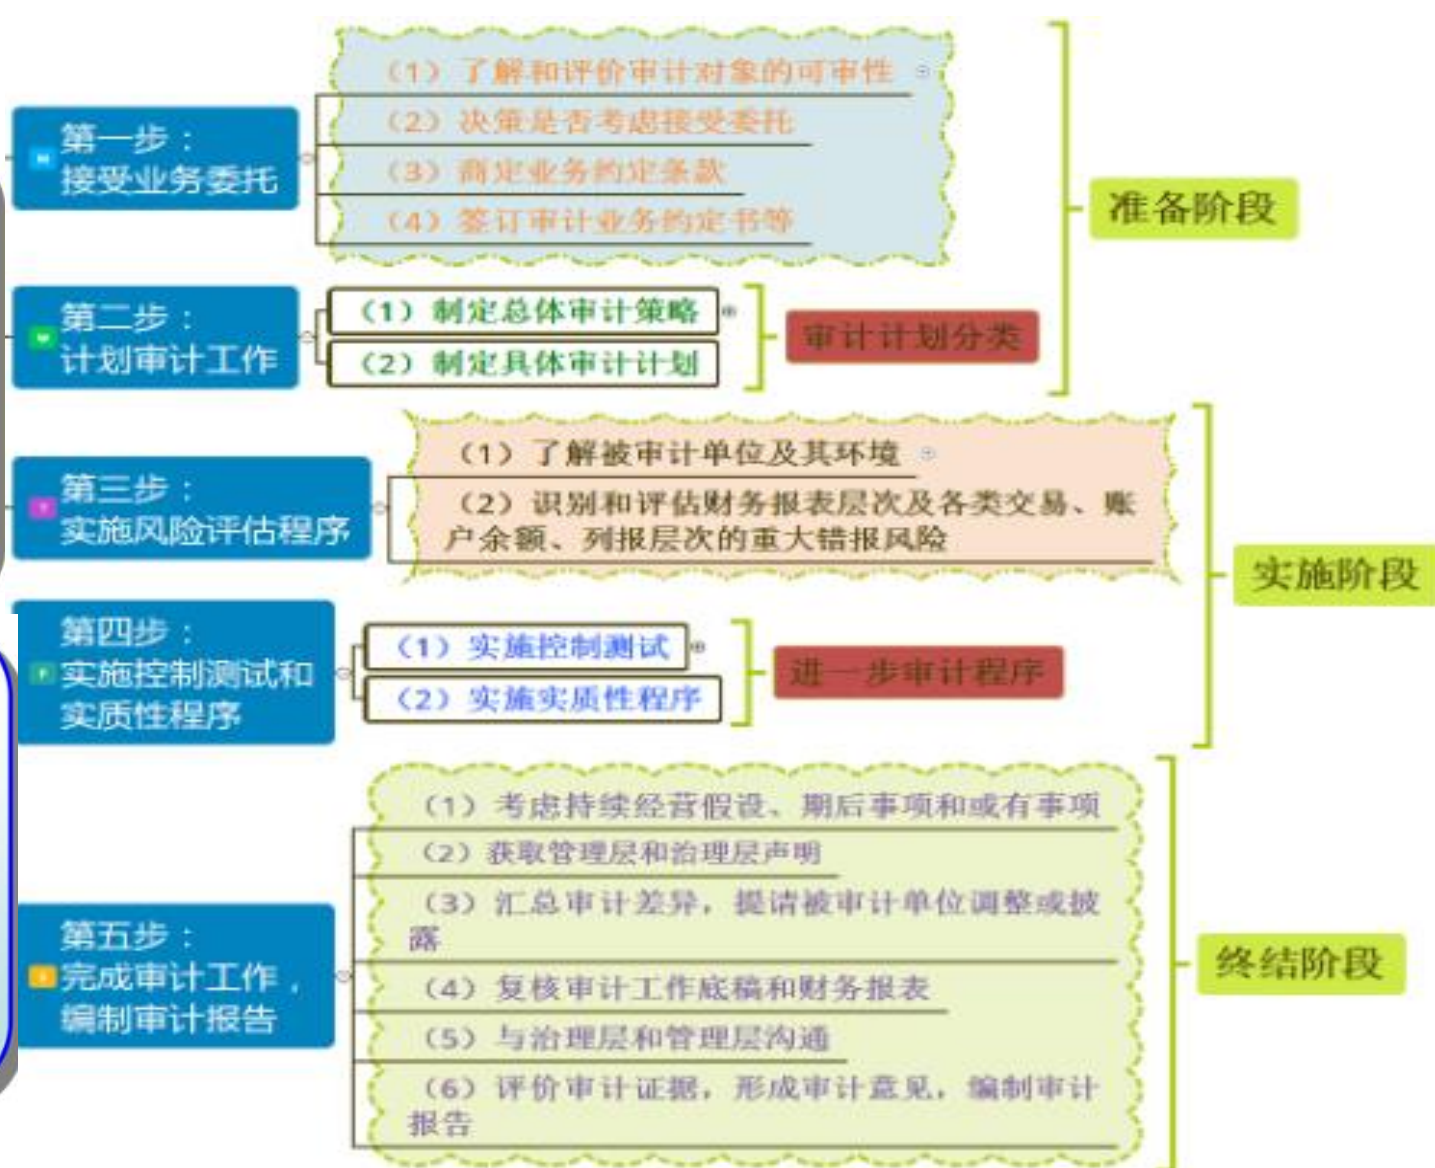 （1）了解和评价审计对象的可审性
第一步：
接受业务委托
（2）决策是否考虑接受委托
（3）商定业务约定条款
（4）签订审计业务约定书等
准备阶段
第二步：
计划审计工作
（1）制定总体审计策略
（2）制定具体审计计划
审计计划分类
第三步：
实施风险评估程序
（1）了解被审计单位及其环境
（2）识别和评估财务报表层次及各类交易、账
户余额、列报层次的重大错报风险
实施阶段
第四步：
实施控制测试和
实质性程序
（1）实施控制测试
（2）实施实质性程序
进一步审计程序
第五步：
完成审计工作，
编制审计报告
（1）考虑持续经营假设、期后事项和或有事项
（2）获取管理层和治理层声明
（3）汇总审计差异，提请被审计单位调整或披
露
（4）复核审计工作底稿和财务报表
（5）与治理层和管理层沟通
（6）评价审计证据，形成审计意见，编制审计
报告
终结阶段